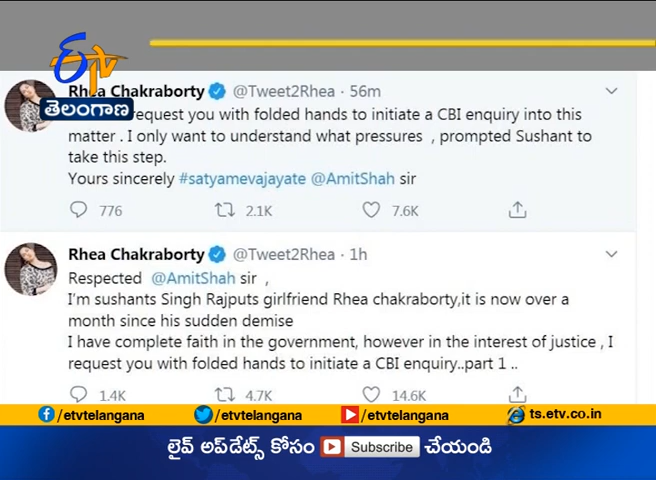 ETV
తెలంగాణ
Rhea Chakraborty @Tweet2Rhea · 56m
request you with folded hands to initiate a CBI enquiry into this
matter . I only want to understand what pressures , prompted Sushant to
take this step.
Yours sincerely #satyamevajayate @AmitShah sir
776 2.1K 7.6K
Rhea Chakraborty @Tweet2Rhea · 1h
Respected @AmitShah sir ,
I'm sushants Singh Rajputs girlfriend Rhea chakraborty,it is now over a
month since his sudden demise
I have complete faith in the government, however in the interest of justice , I
request you with folded hands to initiate a CBI enquiry..part 1 ..
1.4K 4.7K 14.6K
/etvtelangana /etvtelangana /etvtelangana ts.etv.co.in
లైవ్ అప్‌డేట్స్ కోసం Subscribe చేయండి